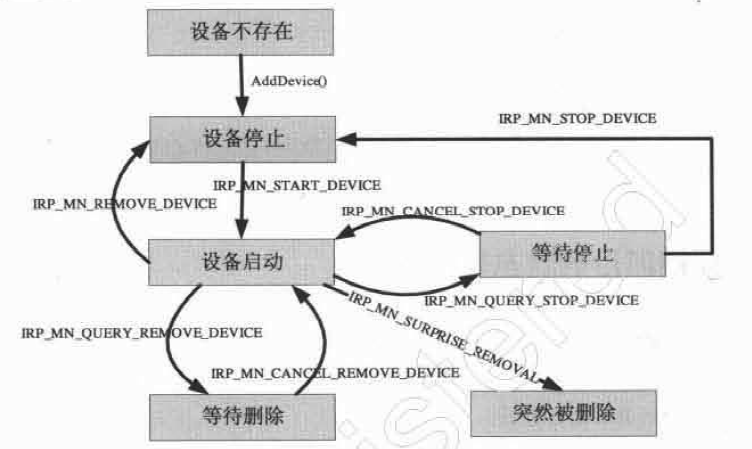 设备不存在
AddDevice()
设备停止
IRP_MN_STOP_DEVICE
IRP_MN_START_DEVICE
IRP_MN_REMOVE_DEVICE
IRP_MN_CANCEL_STOP_DEVICE
设备启动
等待停止
IRP_MN_QUERY_STOP_DEVICE
IRP_MN_SURPRISE_REMOVAL
IRP_MN_QUERY_REMOVE_DEVICE
IRP_MN_CANCEL_REMOVE_DEVICE
等待删除
突然被删除